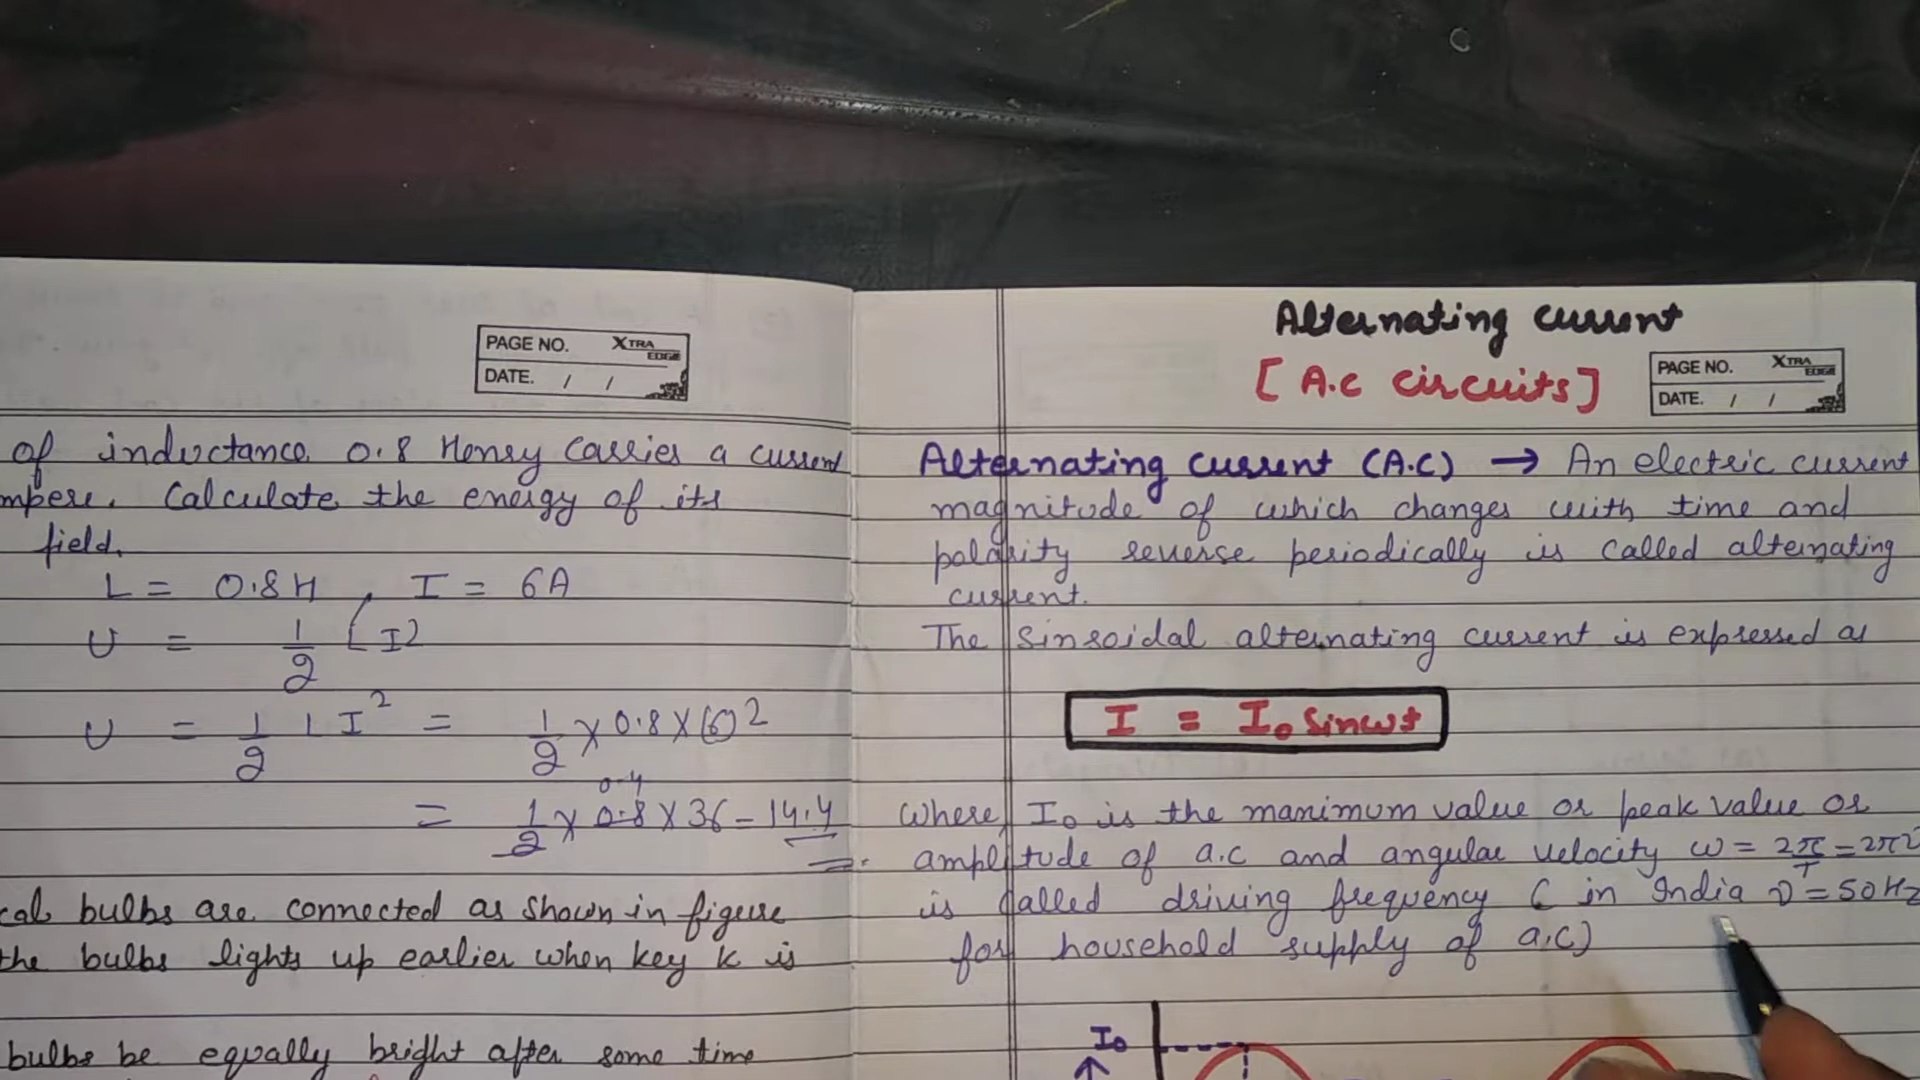 PAGE NO. XTRA EDGE
DATE. / /
of inductance 0.8 Henry Carries a current
mpere. Calculate the energy of its
field.
L = 0.8H , I = 6A
U = 1/2 L I2
U = 1/2 L I² = 1/2 × 0.8 × (6)2
0.4
= 1/2 × 0.8 × 36 = 14.4
cal bulbs are connected as shown in figure
the bulbs lights up earlier when key K is
bulbs be equally bright after some time
Alternating current
[ A.c circuits ]
PAGE NO. XTRA EDGE
DATE. / /
Alternating current (A.C) → An electric current
magnitude of which changes with time and
polarity reverse periodically is called alternating
current.
The sinsoidal alternating current is expressed as
I = I₀ Sinωt
Where, I₀ is the manimum value or peak value or
amplitude of a.c and angular velocity ω = 2π/T = 2πν
is called driving frequency ( in India ν = 50 Hz
for household supply of a.c)
I₀